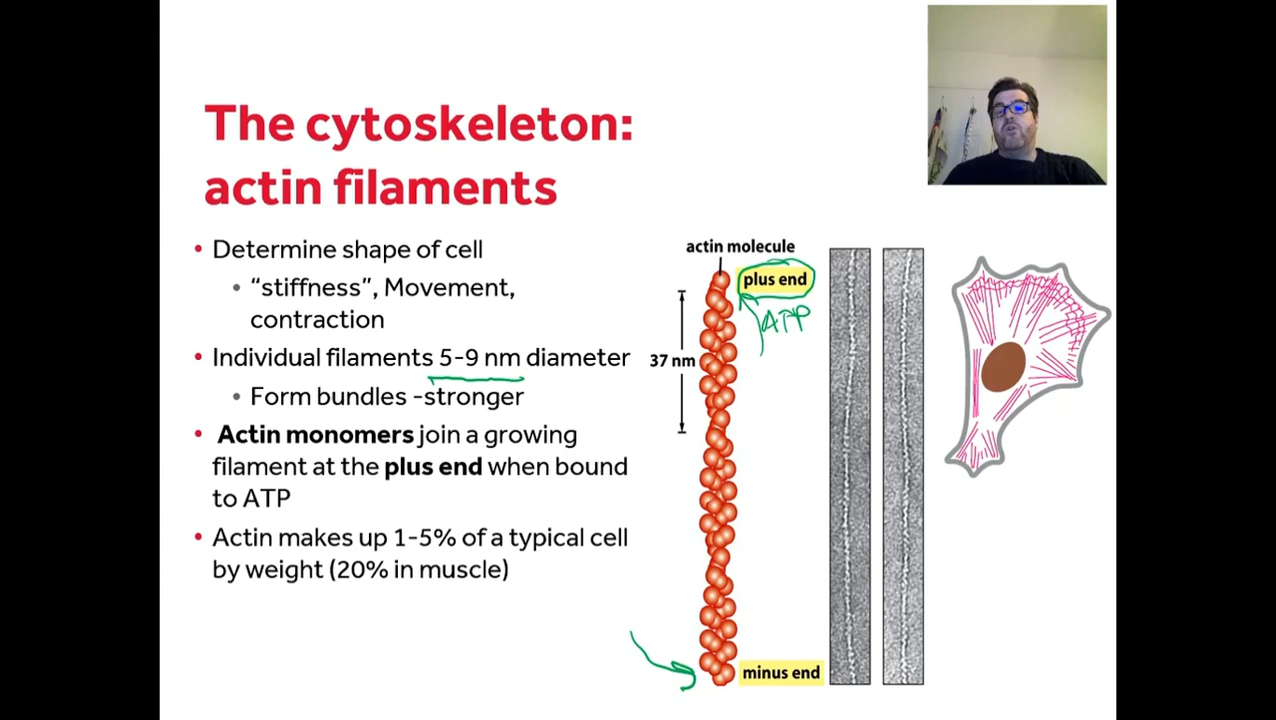 The cytoskeleton:
actin filaments
• Determine shape of cell
• “stiffness”, Movement,
contraction
• Individual filaments 5-9 nm diameter
• Form bundles -stronger
• Actin monomers join a growing
filament at the plus end when bound
to ATP
• Actin makes up 1-5% of a typical cell
by weight (20% in muscle)
actin molecule
plus end
ATP
37 nm
minus end